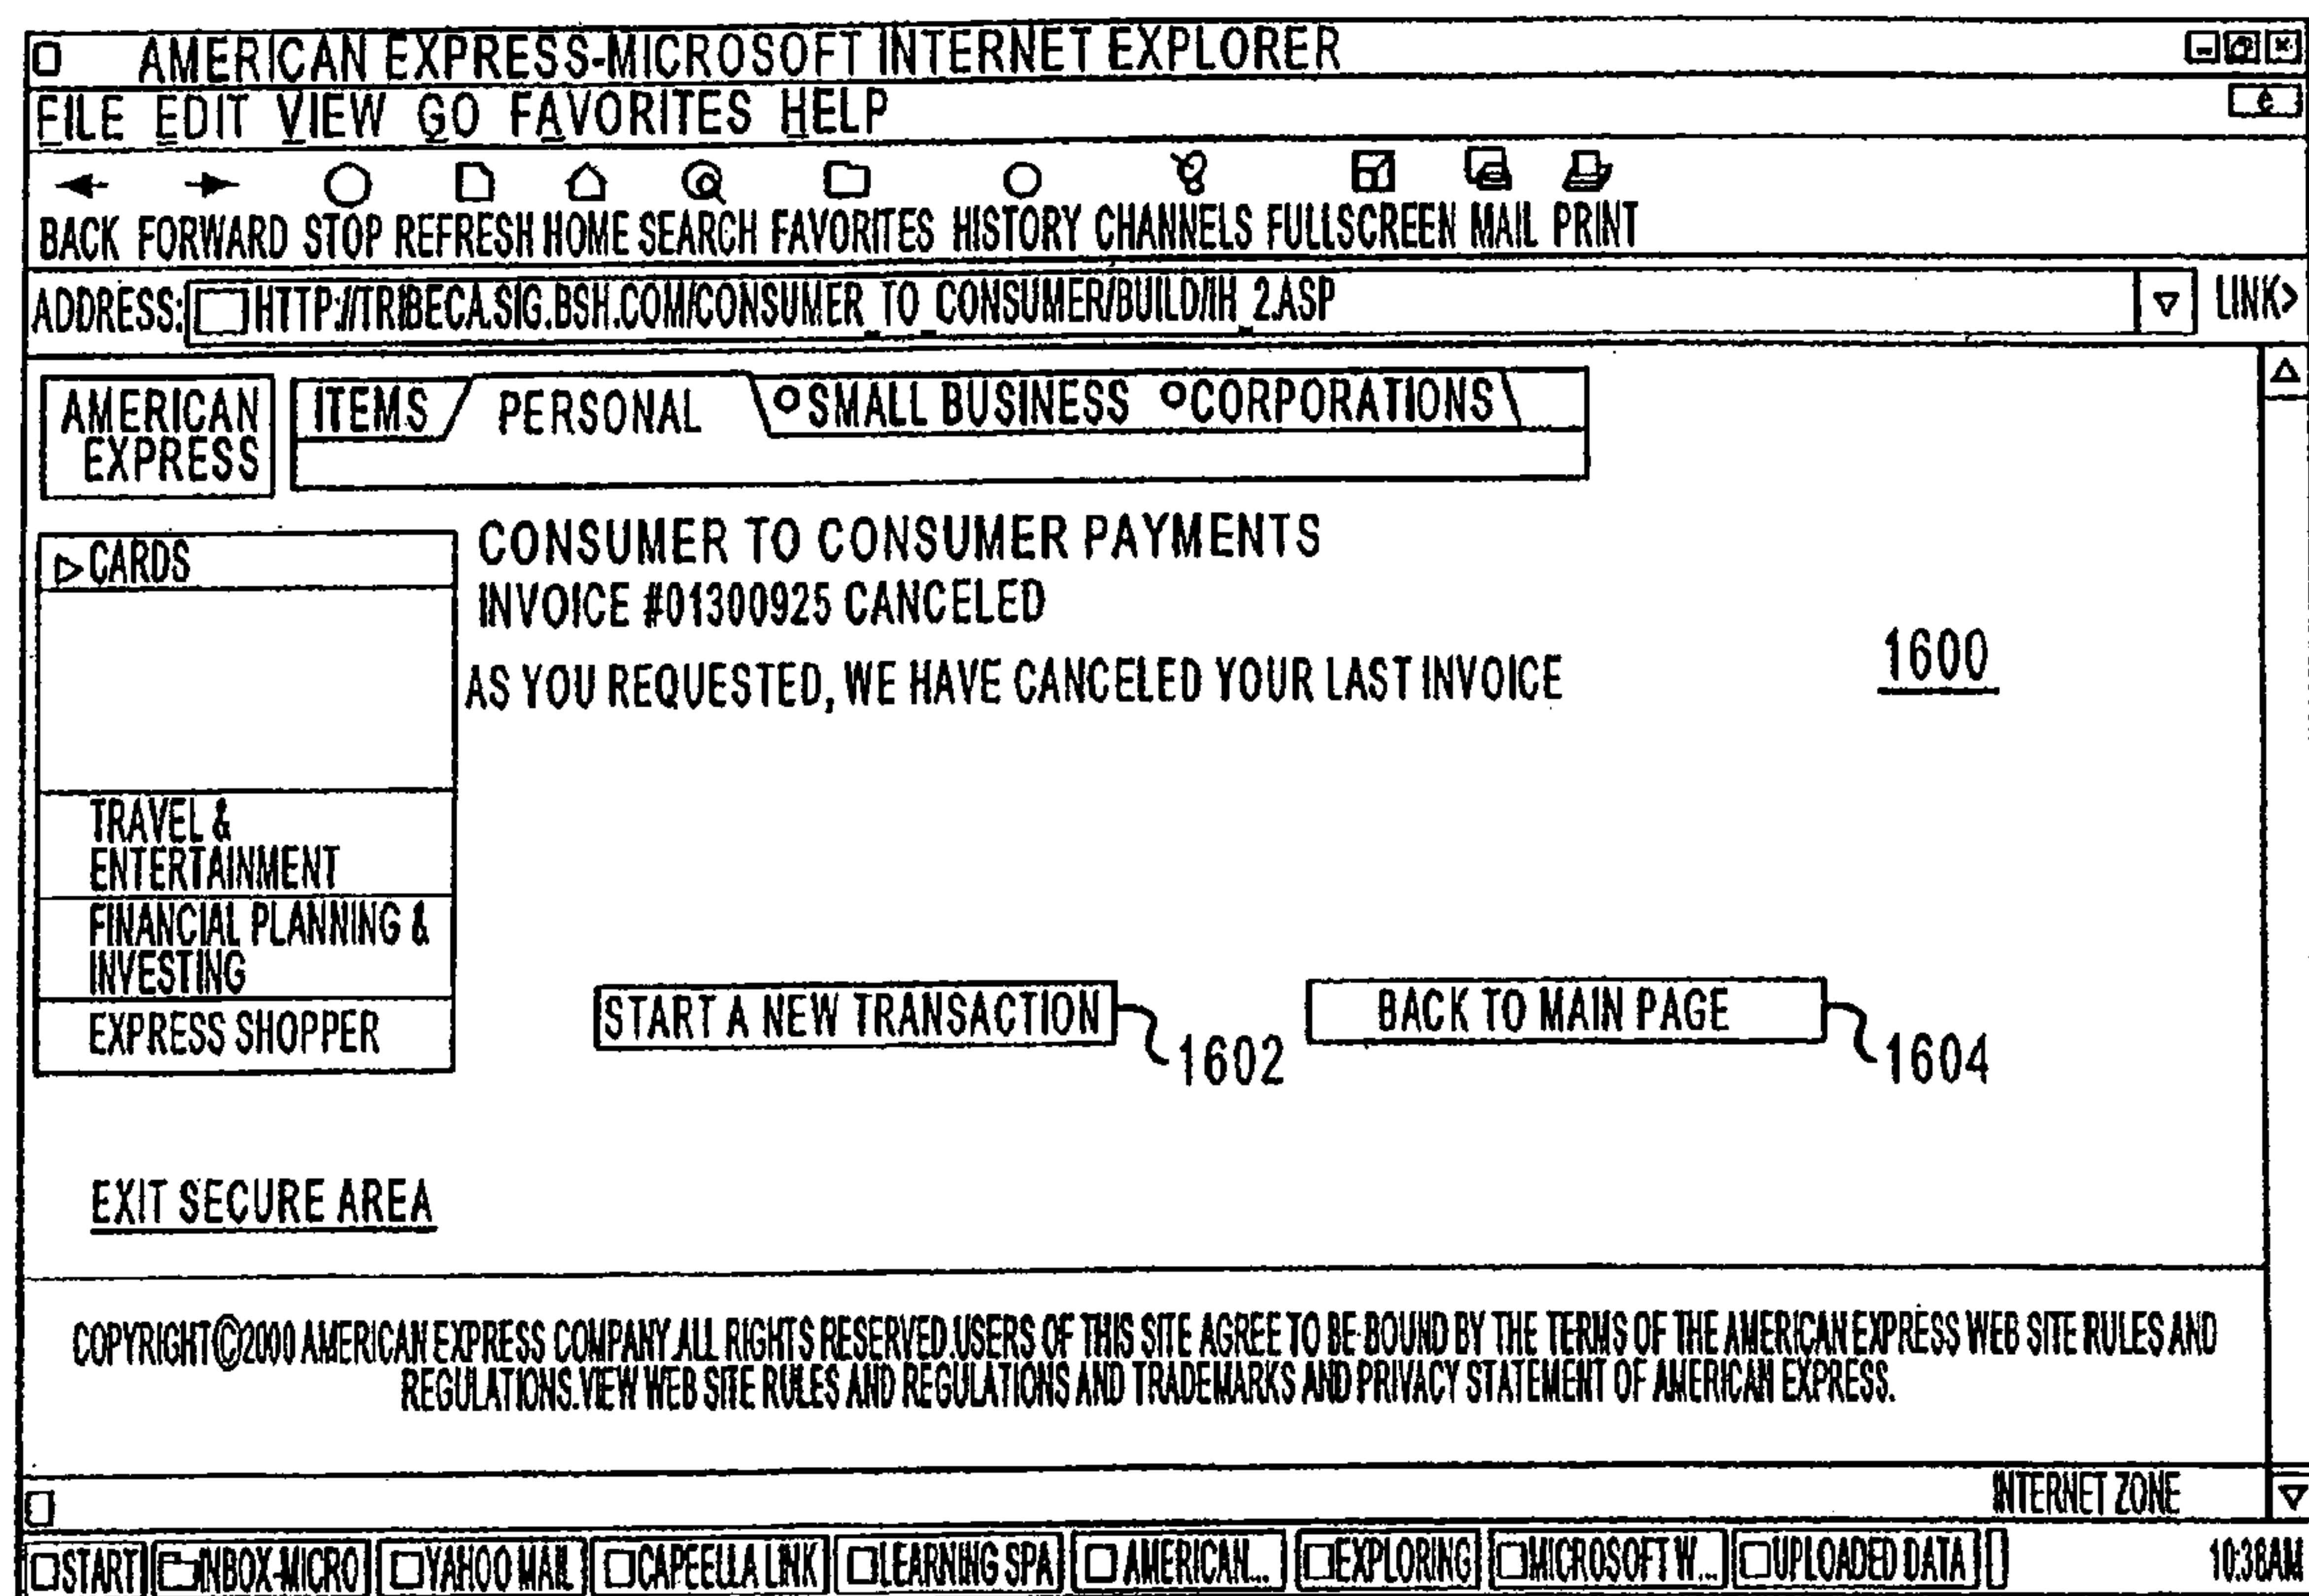 AMERICAN EXPRESS-MICROSOFT INTERNET EXPLORER
FILE EDIT VIEW GO FAVORITES HELP
BACK FORWARD STOP REFRESH HOME SEARCH FAVORITES HISTORY CHANNELS FULLSCREEN MAIL PRINT
ADDRESS: HTTP://TRIBECA.SIG.BSH.COM/CONSUMER_TO_CONSUMER/BUILD/IH_2.ASP LINK>
AMERICAN
EXPRESS
ITEMS PERSONAL SMALL BUSINESS CORPORATIONS
CARDS
TRAVEL &
ENTERTAINMENT
FINANCIAL PLANNING &
INVESTING
EXPRESS SHOPPER
CONSUMER TO CONSUMER PAYMENTS
INVOICE #01300925 CANCELED
AS YOU REQUESTED, WE HAVE CANCELED YOUR LAST INVOICE
1600
START A NEW TRANSACTION
1602
BACK TO MAIN PAGE
1604
EXIT SECURE AREA
COPYRIGHT©2000 AMERICAN EXPRESS COMPANY.ALL RIGHTS RESERVED.USERS OF THIS SITE AGREE TO BE BOUND BY THE TERMS OF THE AMERICAN EXPRESS WEB SITE RULES AND
REGULATIONS.VIEW WEB SITE RULES AND REGULATIONS AND TRADEMARKS AND PRIVACY STATEMENT OF AMERICAN EXPRESS.
INTERNET ZONE
START INBOX-MICRO YAHOO MAIL CAPEELLA LINK LEARNING SPA AMERICAN... EXPLORING MICROSOFT W... UPLOADED DATA 10:38AM